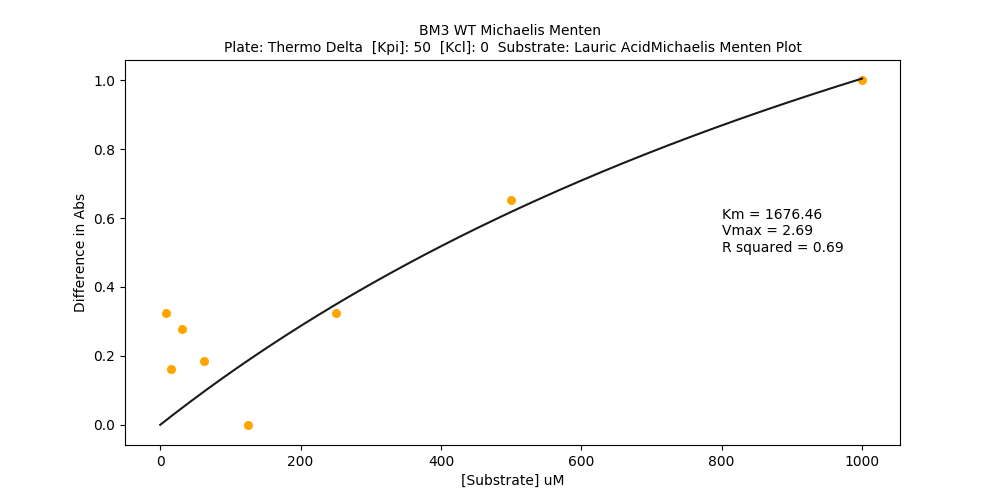 BM3 WT Michaelis Menten
Plate: Thermo Delta  [Kpi]: 50  [Kcl]: 0  Substrate: Lauric AcidMichaelis Menten Plot
1.0
0.8
0.6
0.4
0.2
0.0
Difference in Abs
Km = 1676.46
Vmax = 2.69
R squared = 0.69
0 200 400 600 800 1000
[Substrate] uM